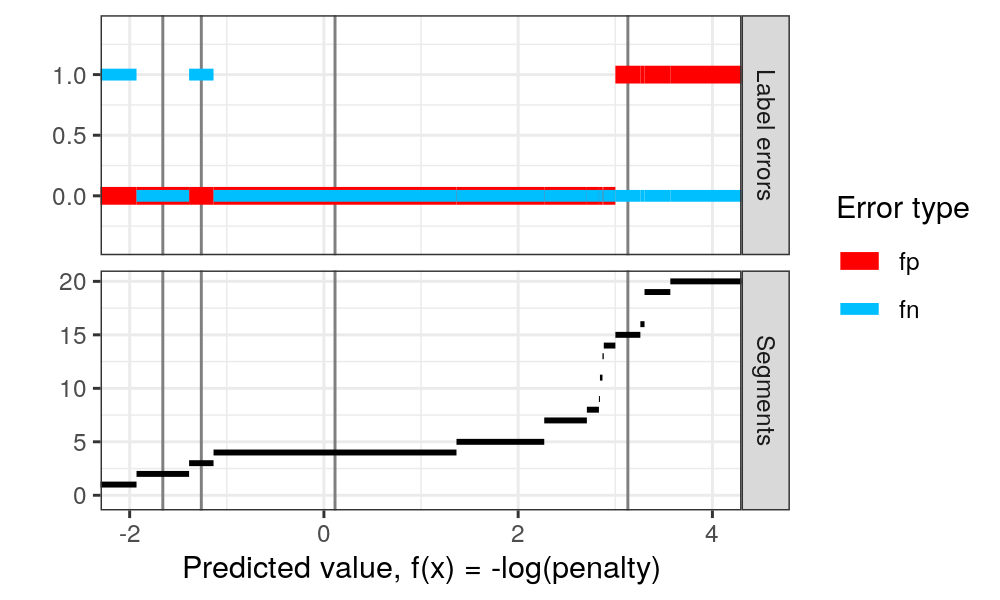 1.0
0.5
0.0
Label errors
20
15
10
5
0
Segments
-2 0 2 4
Predicted value, f(x) = -log(penalty)
Error type
fp
fn